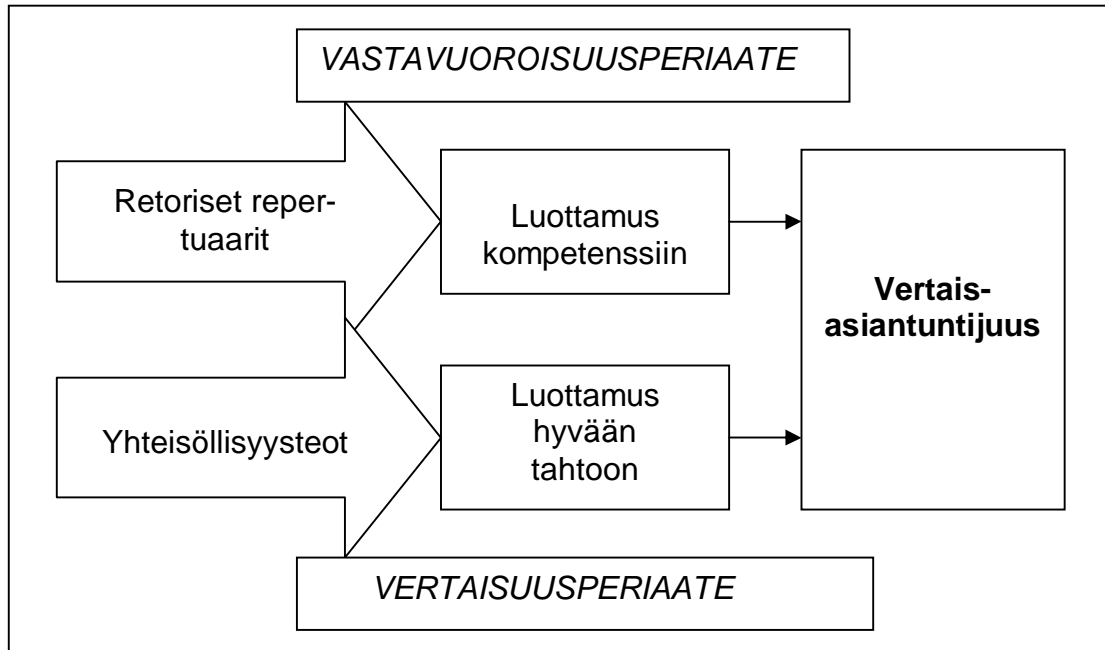 VASTAVUOROISUUSPERIAATE
Retoriset reper-
tuaarit
Luottamus
kompetenssiin
Vertais-
asiantuntijuus
Yhteisöllisyysteot
Luottamus
hyvään
tahtoon
VERTAISUUSPERIAATE